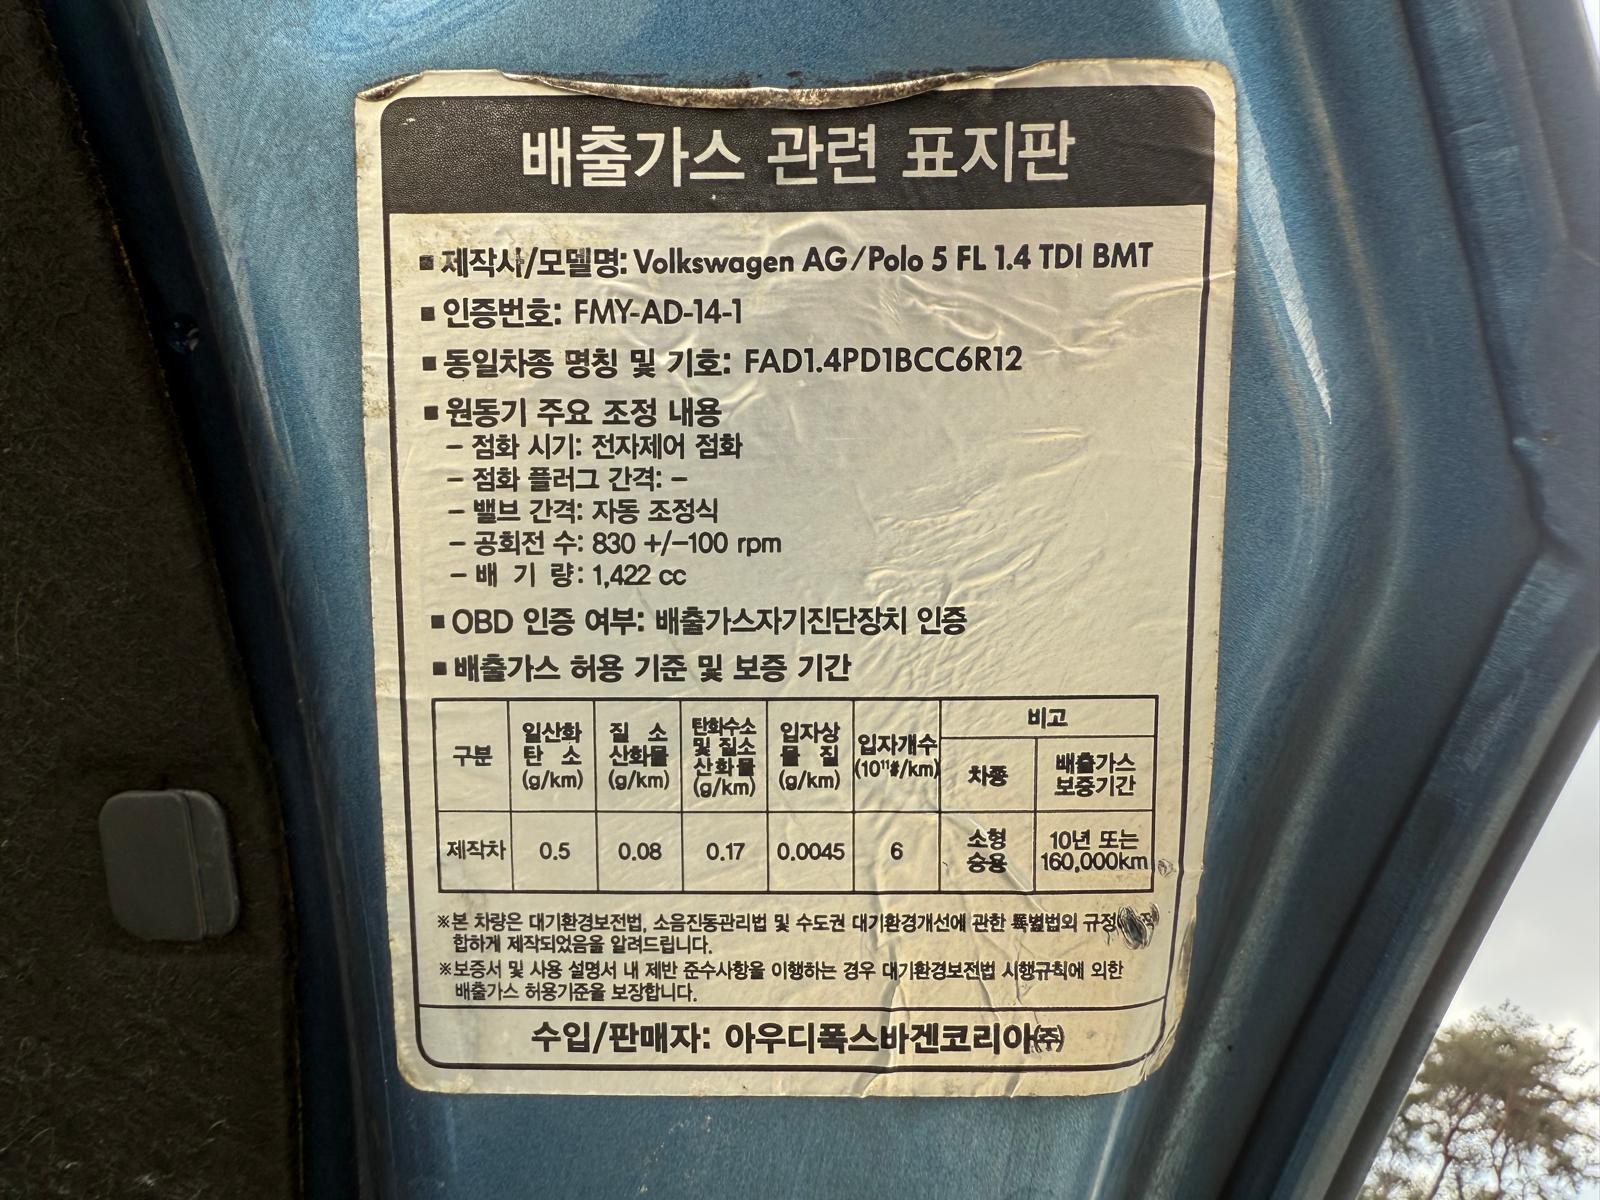 배출가스 관련 표지판
■ 제작사/모델명: Volkswagen AG/Polo 5 FL 1.4 TDI BMT
■ 인증번호: FMY-AD-14-1
■ 동일차종 명칭 및 기호: FAD1.4PD1BCC6R12
■ 원동기 주요 조정 내용
– 점화 시기: 전자제어 점화
– 점화 플러그 간격: –
– 밸브 간격: 자동 조정식
– 공회전 수: 830 +/–100 rpm
– 배 기 량: 1,422 cc
■ OBD 인증 여부: 배출가스자기진단장치 인증
■ 배출가스 허용 기준 및 보증 기간
구분 일산화 탄 소 (g/km) 질 소 산화물 (g/km) 탄화수소 및 질소 산화물 (g/km) 입자상 물 질 (g/km) 입자개수 (10¹¹#/km) 비고
차종 배출가스 보증기간
제작차 0.5 0.08 0.17 0.0045 6 소형 승용 10년 또는 160,000km
※본 차량은 대기환경보전법, 소음진동관리법 및 수도권 대기환경개선에 관한 특별법의 규정
합하게 제작되었음을 알려드립니다.
※보증서 및 사용 설명서 내 제반 준수사항을 이행하는 경우 대기환경보전법 시행규칙에 의한
배출가스 허용기준을 보장합니다.
수입/판매자: 아우디폭스바겐코리아㈜